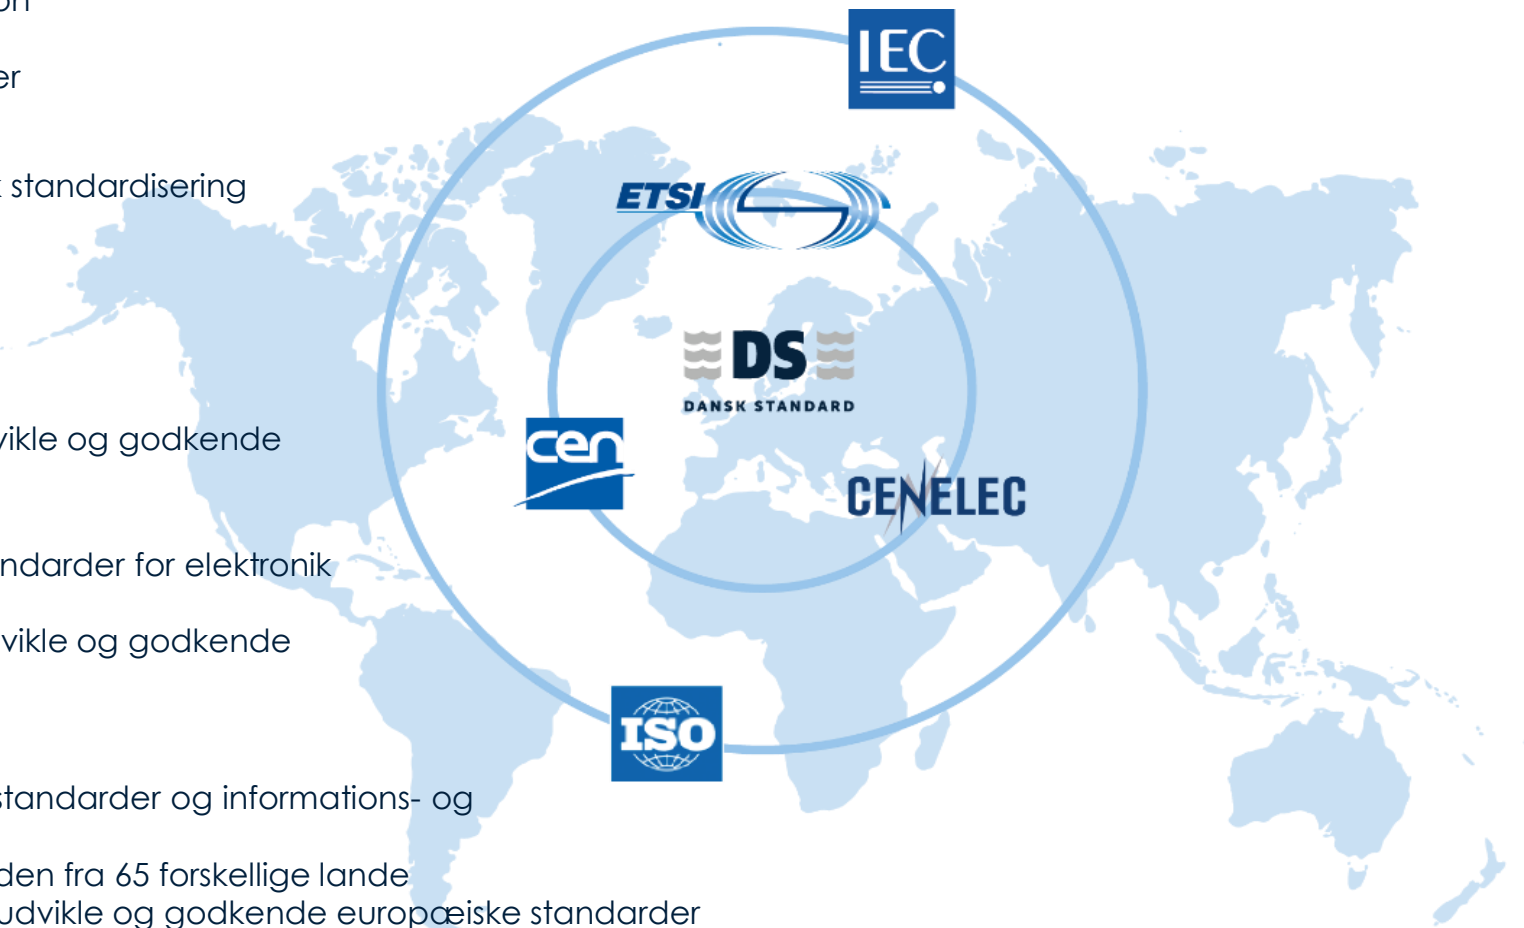 on
er
IEC
standardisering
ETSI
DS
DANSK STANDARD
vikle og godkende
cen
CENELEC
ndarder for elektronik
vikle og godkende
ISO
standarder og informations- og
den fra 65 forskellige lande
udvikle og godkende europæiske standarder